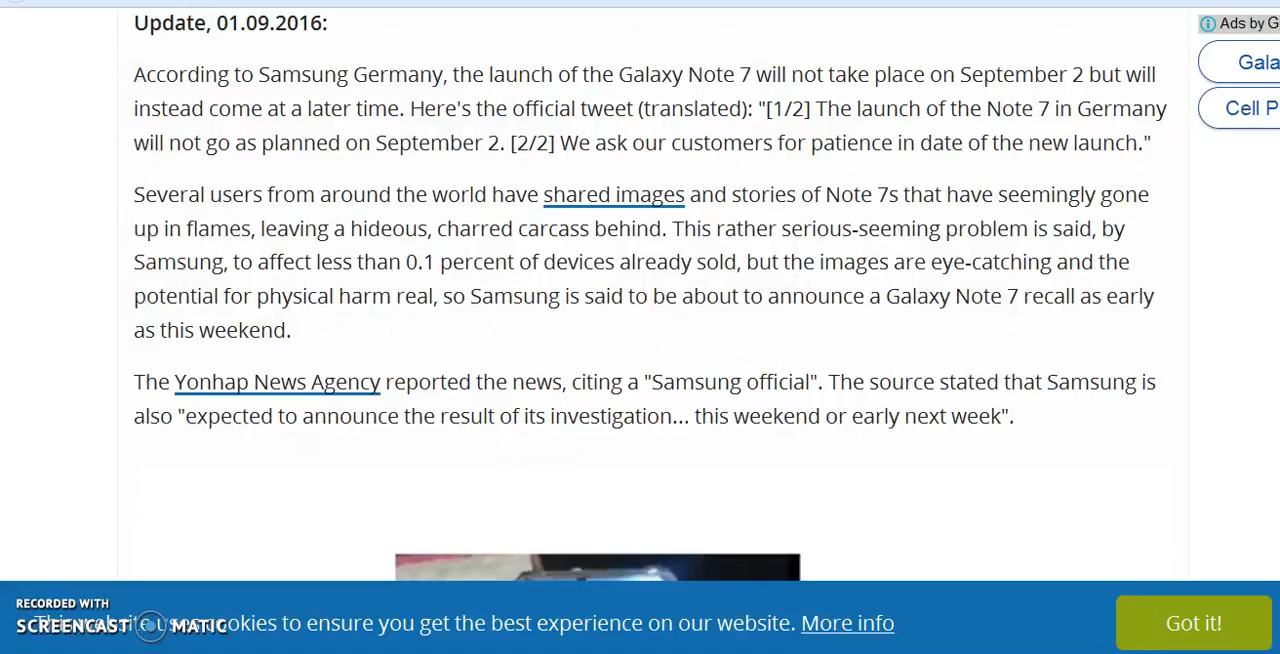 Update, 01.09.2016:
According to Samsung Germany, the launch of the Galaxy Note 7 will not take place on September 2 but will
instead come at a later time. Here's the official tweet (translated): "[1/2] The launch of the Note 7 in Germany
will not go as planned on September 2. [2/2] We ask our customers for patience in date of the new launch."
Several users from around the world have shared images and stories of Note 7s that have seemingly gone
up in flames, leaving a hideous, charred carcass behind. This rather serious-seeming problem is said, by
Samsung, to affect less than 0.1 percent of devices already sold, but the images are eye-catching and the
potential for physical harm real, so Samsung is said to be about to announce a Galaxy Note 7 recall as early
as this weekend.
The Yonhap News Agency reported the news, citing a "Samsung official". The source stated that Samsung is
also "expected to announce the result of its investigation... this weekend or early next week".
Ads by G
Gala
Cell P
RECORDED WITH
SCREENCAST MATIC
This website uses cookies to ensure you get the best experience on our website. More info
Got it!